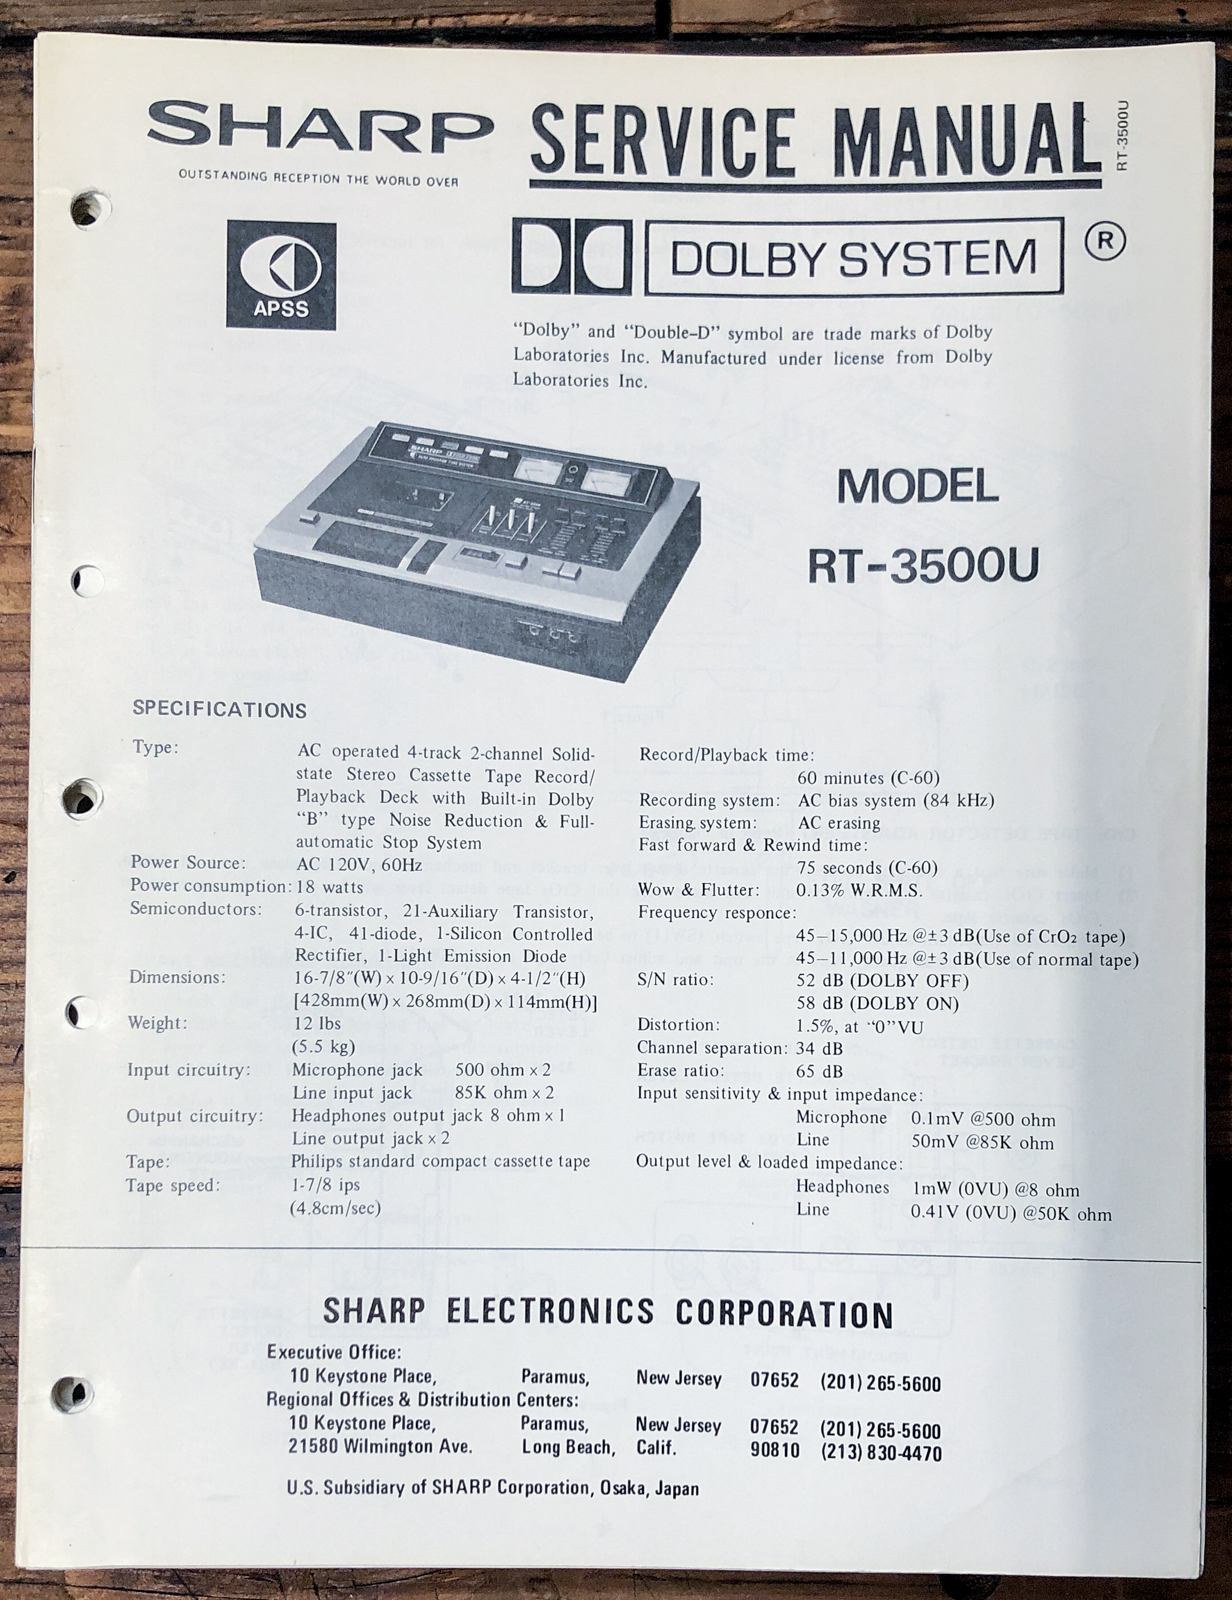 SHARP
OUTSTANDING RECEPTION THE WORLD OVER
SERVICE MANUAL
RT-3500U
APSS
DOLBY SYSTEM ®
“Dolby” and “Double–D” symbol are trade marks of Dolby
Laboratories Inc. Manufactured under license from Dolby
Laboratories Inc.
SHARP
MODEL
RT-3500U
SPECIFICATIONS
Type: AC operated 4-track 2-channel Solid-
state Stereo Cassette Tape Record/
Playback Deck with Built-in Dolby
“B” type Noise Reduction & Full-
automatic Stop System
Power Source: AC 120V, 60Hz
Power consumption: 18 watts
Semiconductors: 6-transistor, 21-Auxiliary Transistor,
4-IC, 41-diode, 1-Silicon Controlled
Rectifier, 1-Light Emission Diode
Dimensions: 16-7/8″(W) x 10-9/16″(D) x 4-1/2″(H)
[428mm(W) x 268mm(D) x 114mm(H)]
Weight: 12 lbs
(5.5 kg)
Input circuitry: Microphone jack 500 ohm x 2
Line input jack 85K ohm x 2
Output circuitry: Headphones output jack 8 ohm x 1
Line output jack x 2
Tape: Philips standard compact cassette tape
Tape speed: 1-7/8 ips
(4.8cm/sec)
Record/Playback time:
60 minutes (C-60)
Recording system: AC bias system (84 kHz)
Erasing system: AC erasing
Fast forward & Rewind time:
75 seconds (C-60)
Wow & Flutter: 0.13% W.R.M.S.
Frequency responce:
45–15,000 Hz @±3 dB(Use of CrO2 tape)
45–11,000 Hz @±3 dB(Use of normal tape)
S/N ratio: 52 dB (DOLBY OFF)
58 dB (DOLBY ON)
Distortion: 1.5%, at “0”VU
Channel separation: 34 dB
Erase ratio: 65 dB
Input sensitivity & input impedance:
Microphone 0.1mV @500 ohm
Line 50mV @85K ohm
Output level & loaded impedance:
Headphones 1mW (0VU) @8 ohm
Line 0.41V (0VU) @50K ohm
SHARP ELECTRONICS CORPORATION
Executive Office:
10 Keystone Place, Paramus, New Jersey 07652 (201) 265-5600
Regional Offices & Distribution Centers:
10 Keystone Place, Paramus, New Jersey 07652 (201) 265-5600
21580 Wilmington Ave. Long Beach, Calif. 90810 (213) 830-4470
U.S. Subsidiary of SHARP Corporation, Osaka, Japan